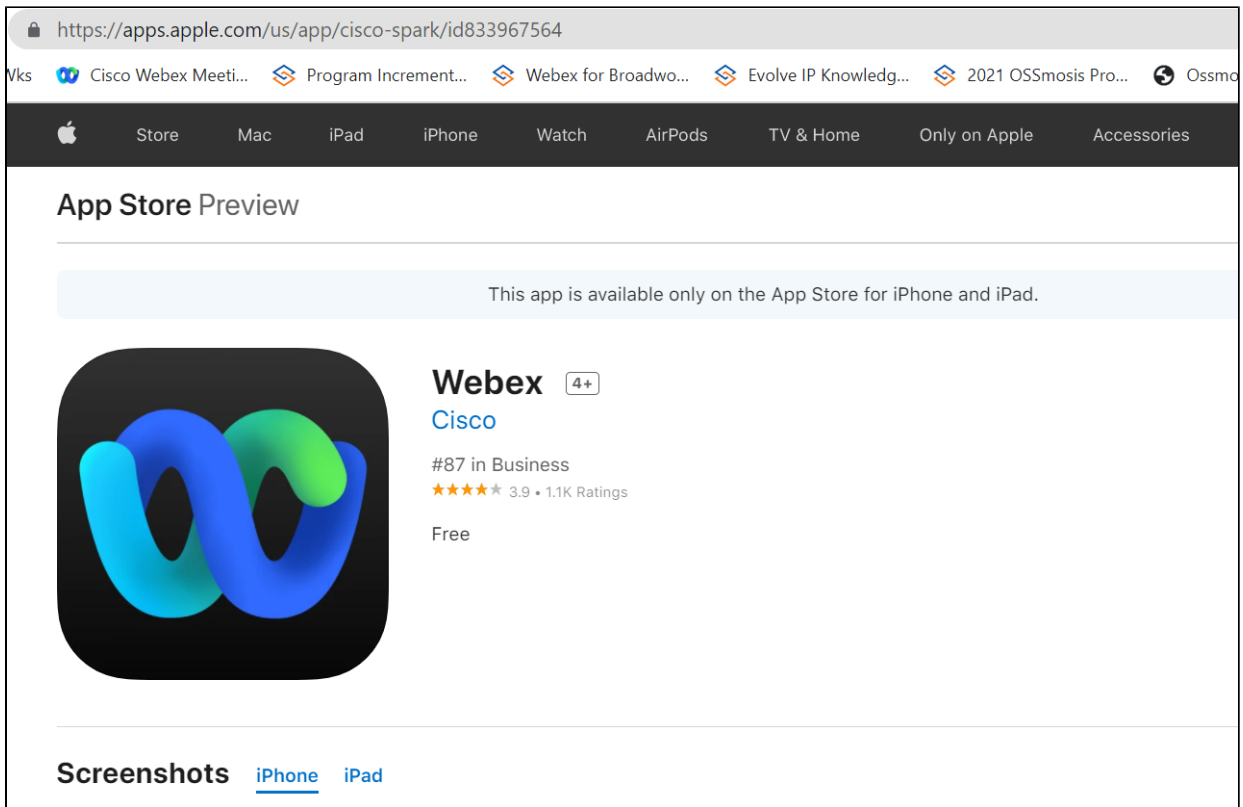 https://apps.apple.com/us/app/cisco-spark/id833967564
Wks Cisco Webex Meeti... Program Increment... Webex for Broadwo... Evolve IP Knowledg... 2021 OSSmosis Pro... Ossmo
Store Mac iPad iPhone Watch AirPods TV & Home Only on Apple Accessories
App Store Preview
This app is available only on the App Store for iPhone and iPad.
Webex 4+
Cisco
#87 in Business
★★★★★ 3.9 • 1.1K Ratings
Free
Screenshots iPhone iPad